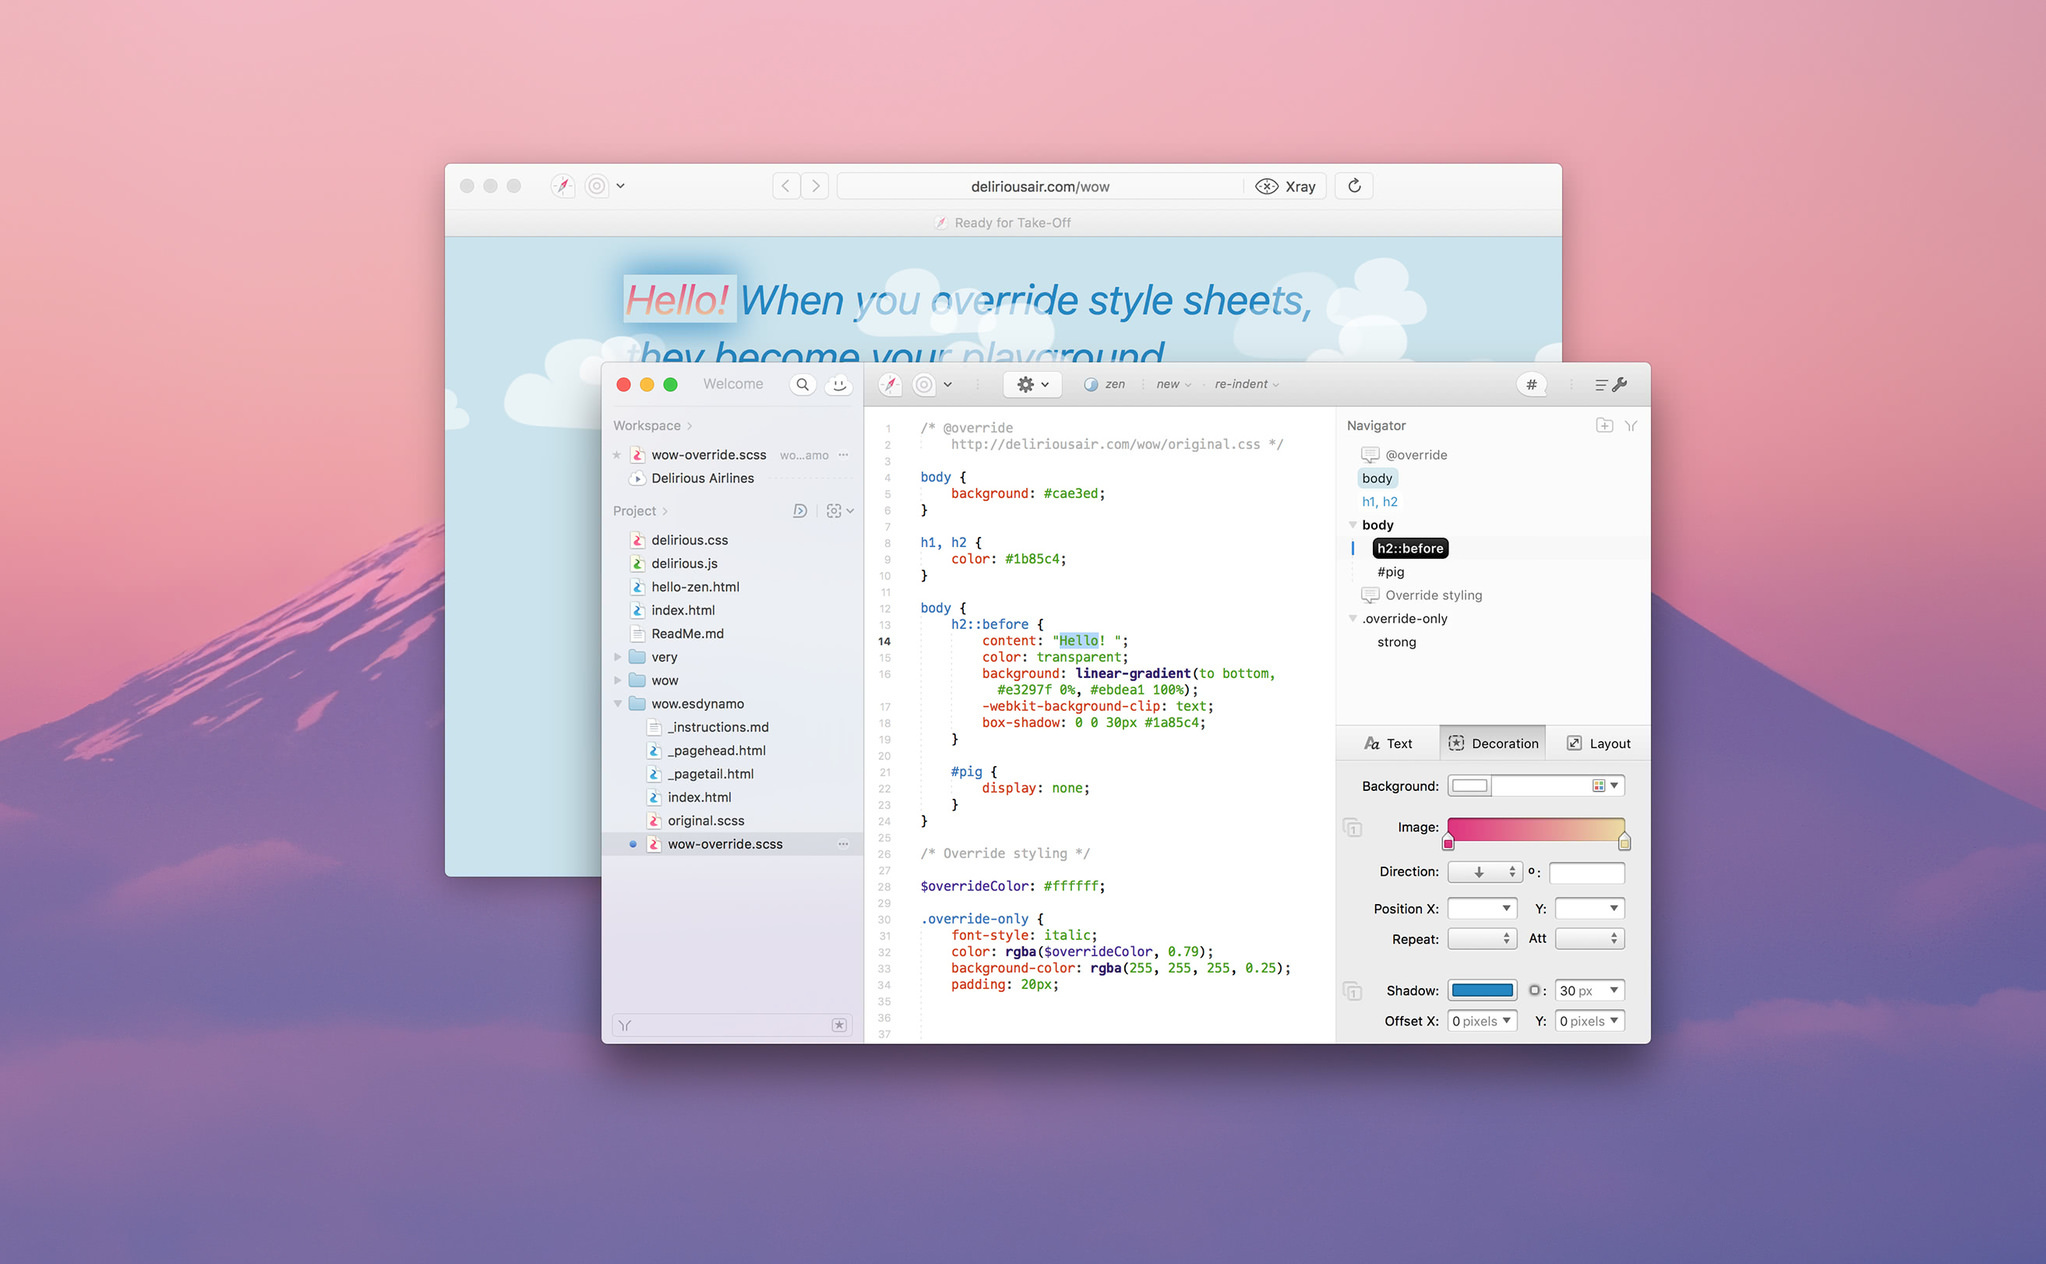 deliriousair.com/wow
Xray
Ready for Take-Off
Hello! When you override style sheets,
they become your playground
Welcome
zen
new
re-indent
#
Workspace
wow-override.scss wo...amo
Delirious Airlines
Project
delirious.css
delirious.js
hello-zen.html
index.html
ReadMe.md
very
wow
wow.esdynamo
_instructions.md
_pagehead.html
_pagetail.html
index.html
original.scss
wow-override.scss
1 /* @override
2 http://deliriousair.com/wow/original.css */
3
4 body {
5 background: #cae3ed;
6 }
7
8 h1, h2 {
9 color: #1b85c4;
10 }
11
12 body {
13 h2::before {
14 content: "Hello! ";
15 color: transparent;
16 background: linear-gradient(to bottom,
#e3297f 0%, #ebdea1 100%);
17 -webkit-background-clip: text;
18 box-shadow: 0 0 30px #1a85c4;
19 }
20
21 #pig {
22 display: none;
23 }
24 }
25
26 /* Override styling */
27
28 $overrideColor: #ffffff;
29
30 .override-only {
31 font-style: italic;
32 color: rgba($overrideColor, 0.79);
33 background-color: rgba(255, 255, 255, 0.25);
34 padding: 20px;
35
36
37
Navigator
@override
body
h1, h2
body
h2::before
#pig
Override styling
.override-only
strong
Aa Text
Decoration
Layout
Background:
1 Image:
Direction: °:
Position X: Y:
Repeat: Att
1 Shadow: : 30 px
Offset X: 0 pixels Y: 0 pixels